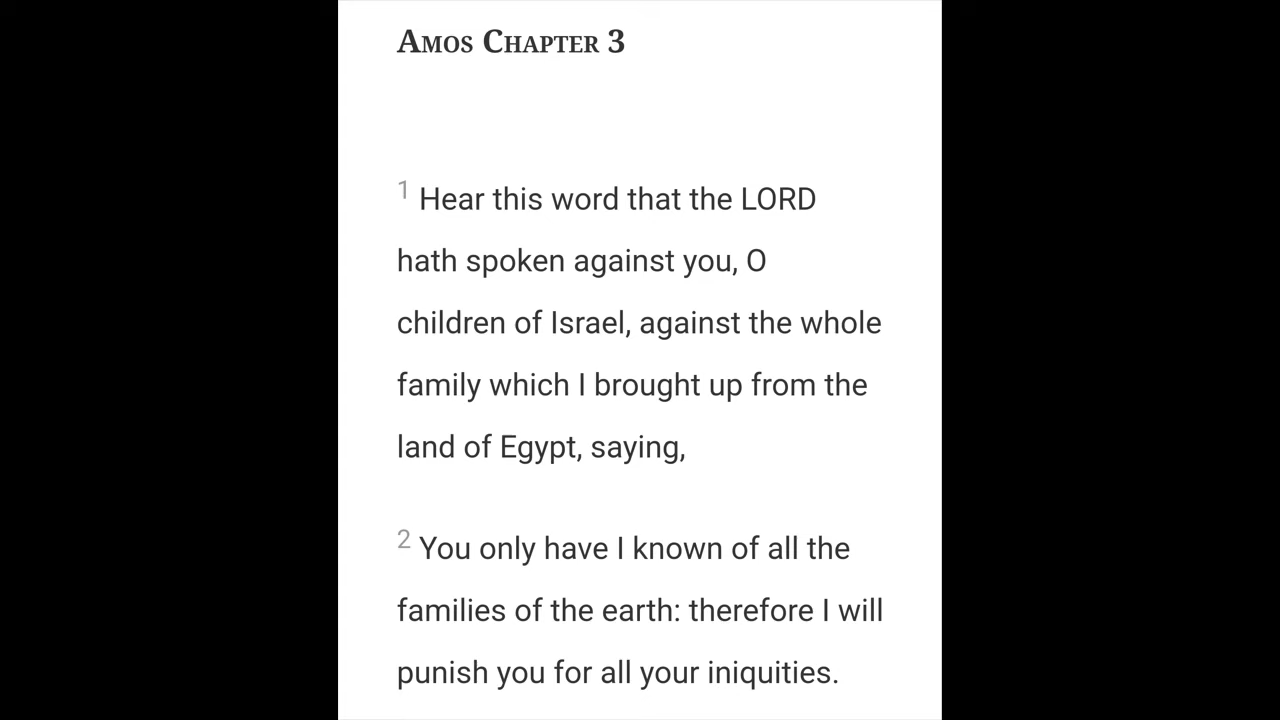 Amos Chapter 3
1 Hear this word that the LORD
hath spoken against you, O
children of Israel, against the whole
family which I brought up from the
land of Egypt, saying,
2 You only have I known of all the
families of the earth: therefore I will
punish you for all your iniquities.